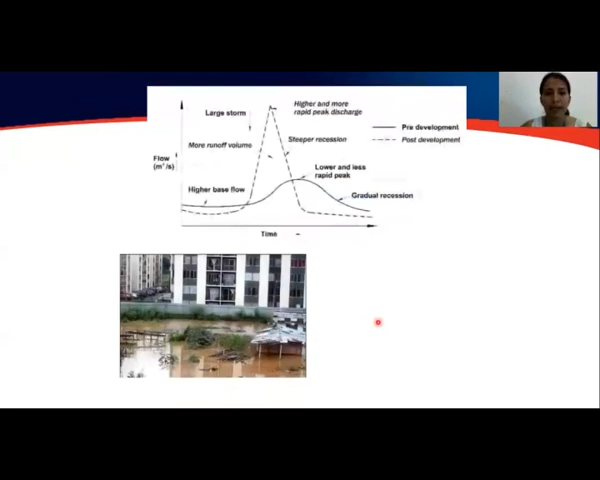 Large storm
Higher and more
rapid peak discharge
Pre development
More runoff volume
Steeper recession
Post development
Flow
(m³/s)
Lower and less
rapid peak
Higher base flow
Gradual recession
Time